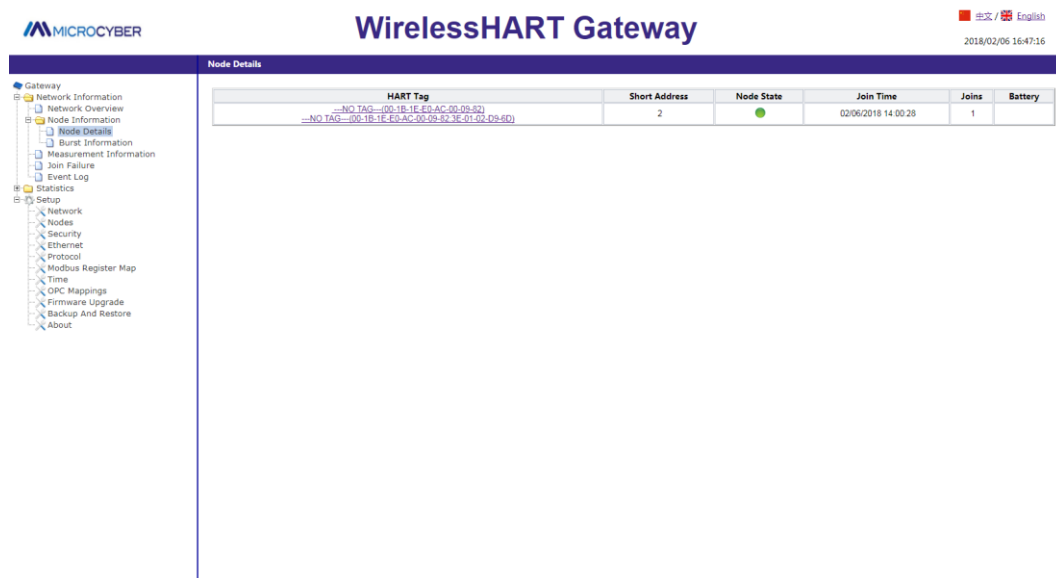 MICROCYBER
WirelessHART Gateway
中文 / English
2018/02/06 16:47:16
Node Details
Gateway
Network Information
Network Overview
Node Information
Node Details
Burst Information
Measurement Information
Join Failure
Event Log
Statistics
Setup
Network
Nodes
Security
Ethernet
Protocol
Modbus Register Map
Time
OPC Mappings
Firmware Upgrade
Backup And Restore
About
HART Tag Short Address Node State Join Time Joins Battery
---NO TAG---(00-1B-1E-E0-AC-00-09-82)
---NO TAG---(00-1B-1E-E0-AC-00-09-82:3E-01-02-D9-6D) 2 02/06/2018 14:00:28 1